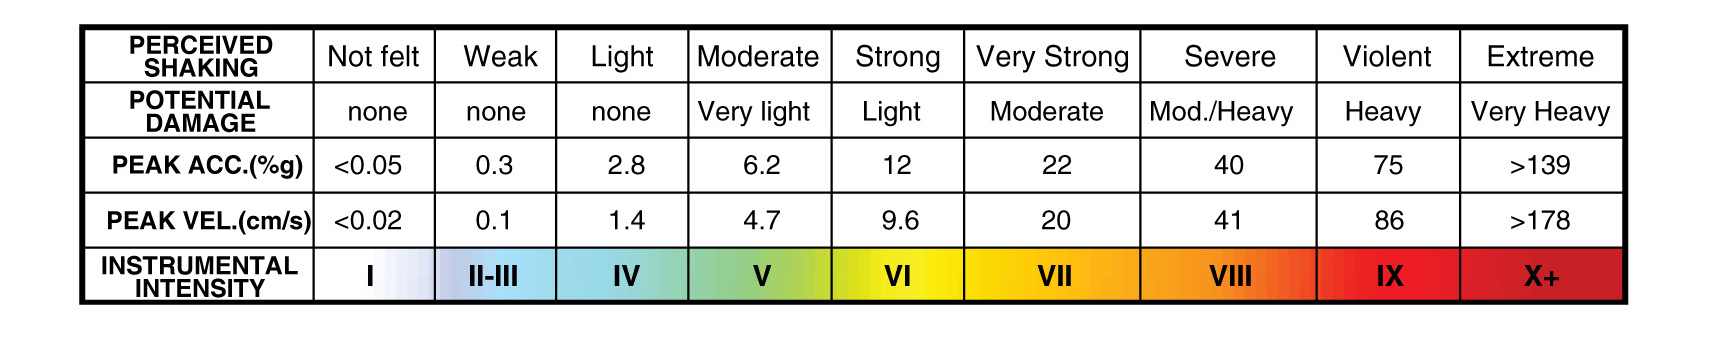 PERCEIVED SHAKING Not felt Weak Light Moderate Strong Very Strong Severe Violent Extreme
POTENTIAL DAMAGE none none none Very light Light Moderate Mod./Heavy Heavy Very Heavy
PEAK ACC.(%g) <0.05 0.3 2.8 6.2 12 22 40 75 >139
PEAK VEL.(cm/s) <0.02 0.1 1.4 4.7 9.6 20 41 86 >178
INSTRUMENTAL INTENSITY I II-III IV V VI VII VIII IX X+